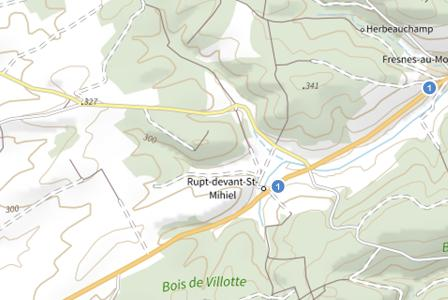 Herbeauchamp
Fresnes-au-Mo
1
.341
.327
300
Rupt-devant-St-
Mihiel
1
300
Bois de Villotte
B